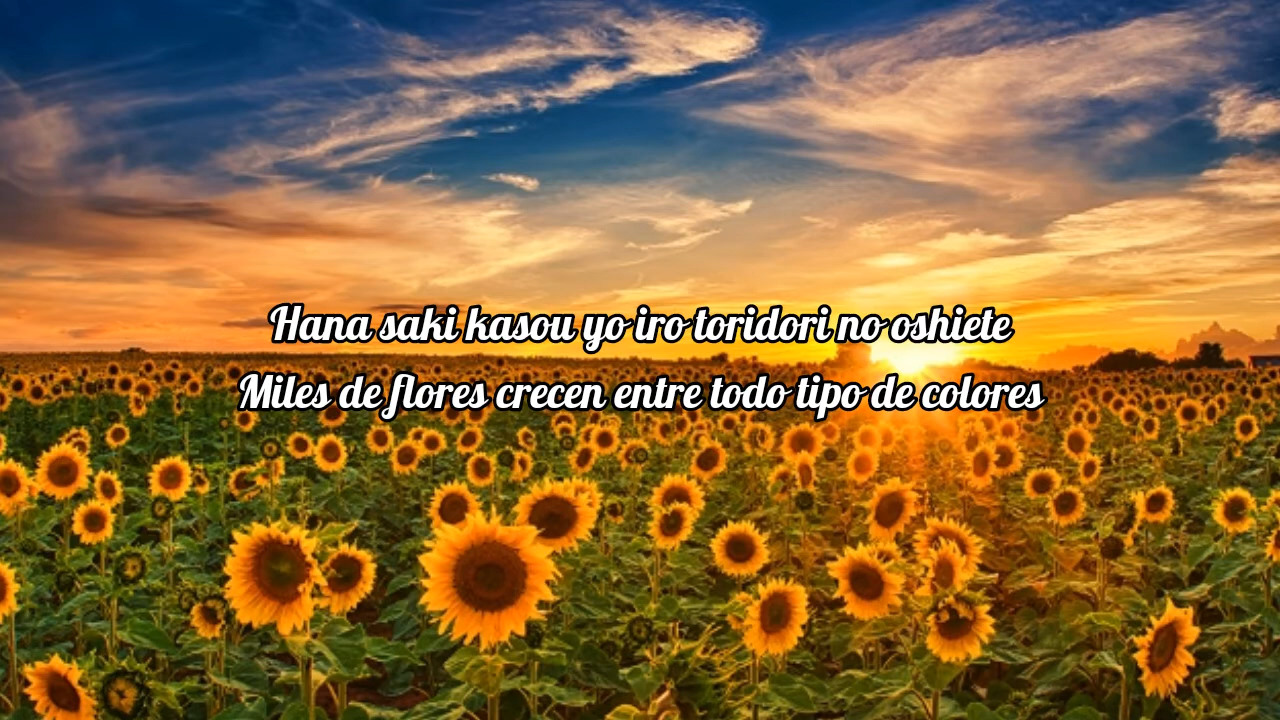 Hana saki kasou yo iro toridori no oshiete
Miles de flores crecen entre todo tipo de colores